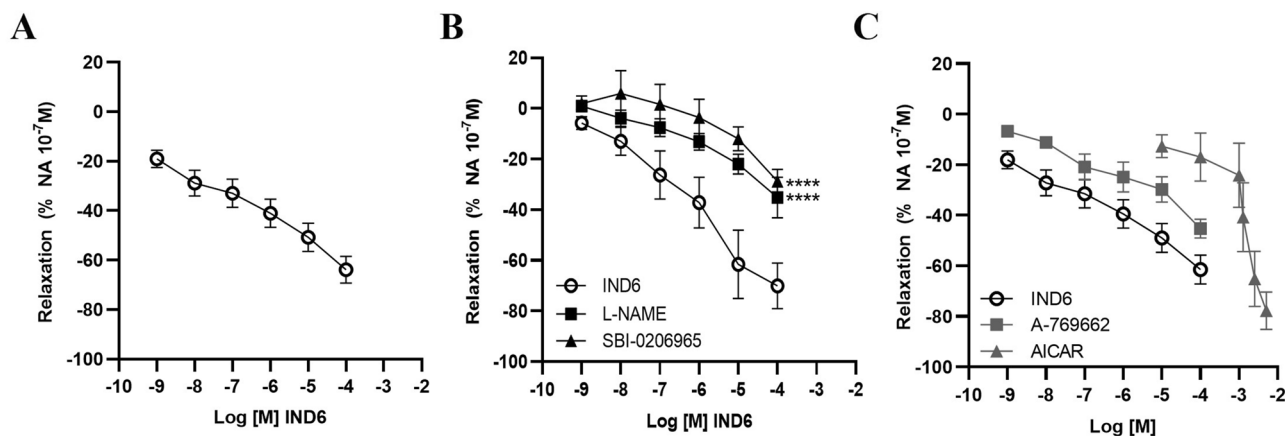 A
Relaxation (% NA 10⁻⁷M)
20
0
-20
-40
-60
-80
-100
-10 -9 -8 -7 -6 -5 -4 -3 -2
Log [M] IND6
B
Relaxation (% NA 10⁻⁷M)
20
0
-20
-40
-60
-80
-100
****
****
IND6
L-NAME
SBI-0206965
-10 -9 -8 -7 -6 -5 -4 -3 -2
Log [M] IND6
C
Relaxation (% NA 10⁻⁷M)
20
0
-20
-40
-60
-80
-100
IND6
A-769662
AICAR
-10 -9 -8 -7 -6 -5 -4 -3 -2
Log [M]